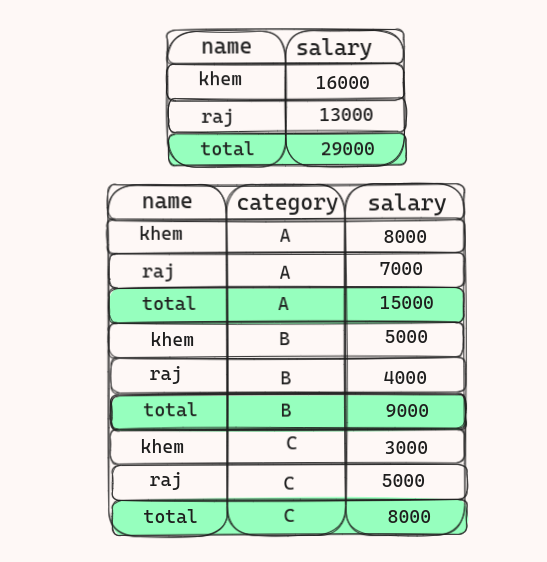 name salary
khem 16000
raj 13000
total 29000
name category salary
khem A 8000
raj A 7000
total A 15000
khem B 5000
raj B 4000
total B 9000
khem C 3000
raj C 5000
total C 8000